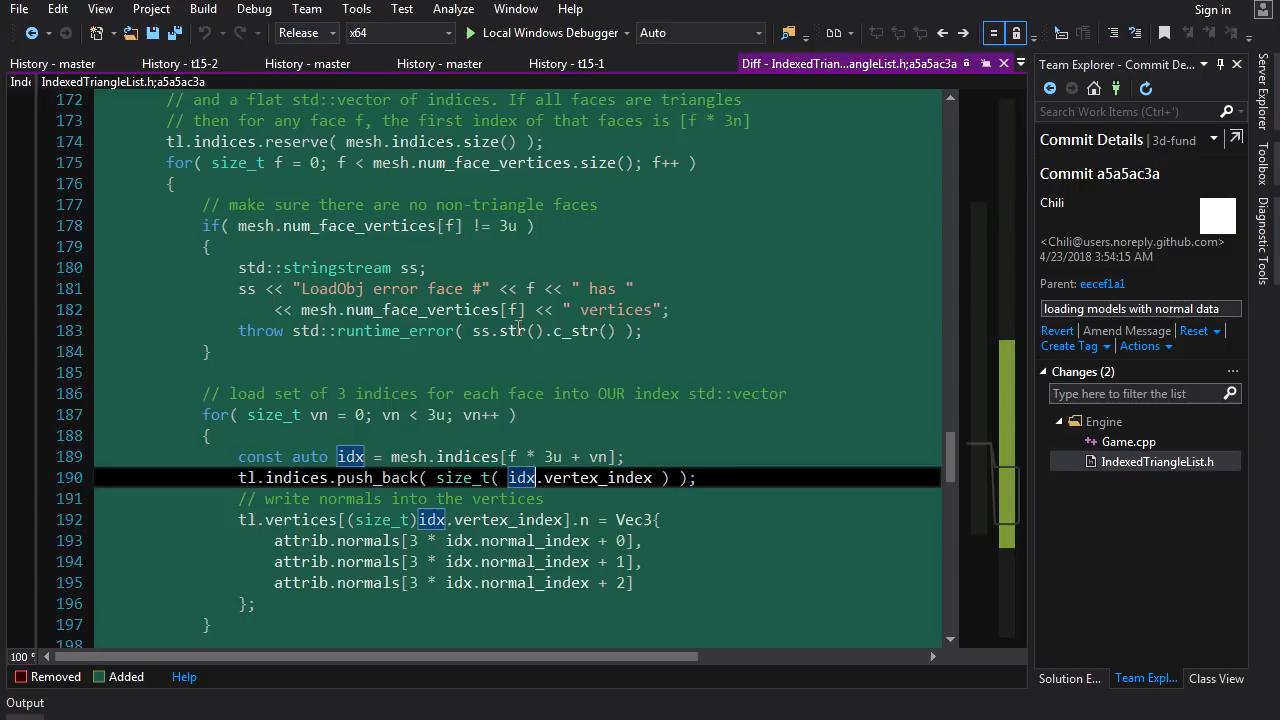 File Edit View Project Build Debug Team Tools Test Analyze Window Help Sign in
Release x64 Local Windows Debugger Auto
History - master History - t15-2 History - master History - master History - t15-1 Diff - IndexedTrian...angleList.h;a5a5ac3a
Inde IndexedTriangleList.h;a5a5ac3a
172 // and a flat std::vector of indices. If all faces are triangles
173 // then for any face f, the first index of that faces is [f * 3n]
174 tl.indices.reserve( mesh.indices.size() );
175 for( size_t f = 0; f < mesh.num_face_vertices.size(); f++ )
176 {
177 // make sure there are no non-triangle faces
178 if( mesh.num_face_vertices[f] != 3u )
179 {
180 std::stringstream ss;
181 ss << "LoadObj error face #" << f << " has "
182 << mesh.num_face_vertices[f] << " vertices";
183 throw std::runtime_error( ss.str().c_str() );
184 }
185
186 // load set of 3 indices for each face into OUR index std::vector
187 for( size_t vn = 0; vn < 3u; vn++ )
188 {
189 const auto idx = mesh.indices[f * 3u + vn];
190 tl.indices.push_back( size_t( idx.vertex_index ) );
191 // write normals into the vertices
192 tl.vertices[(size_t)idx.vertex_index].n = Vec3{
193 attrib.normals[3 * idx.normal_index + 0],
194 attrib.normals[3 * idx.normal_index + 1],
195 attrib.normals[3 * idx.normal_index + 2]
196 };
197 }
198
100 %
Removed Added Help
Output
Team Explorer - Commit De...
Search Work Items (Ctrl+')
Commit Details 3d-fund
Commit a5a5ac3a
Chili
<Chili@users.noreply.github.com>
4/23/2018 3:54:15 AM
Parent: eecef1a1
loading models with normal data
Revert Amend Message Reset
Create Tag Actions
Changes (2)
Type here to filter the list
Engine
Game.cpp
IndexedTriangleList.h
Solution E... Team Expl... Class View
Server Explorer
Toolbox
Diagnostic Tools